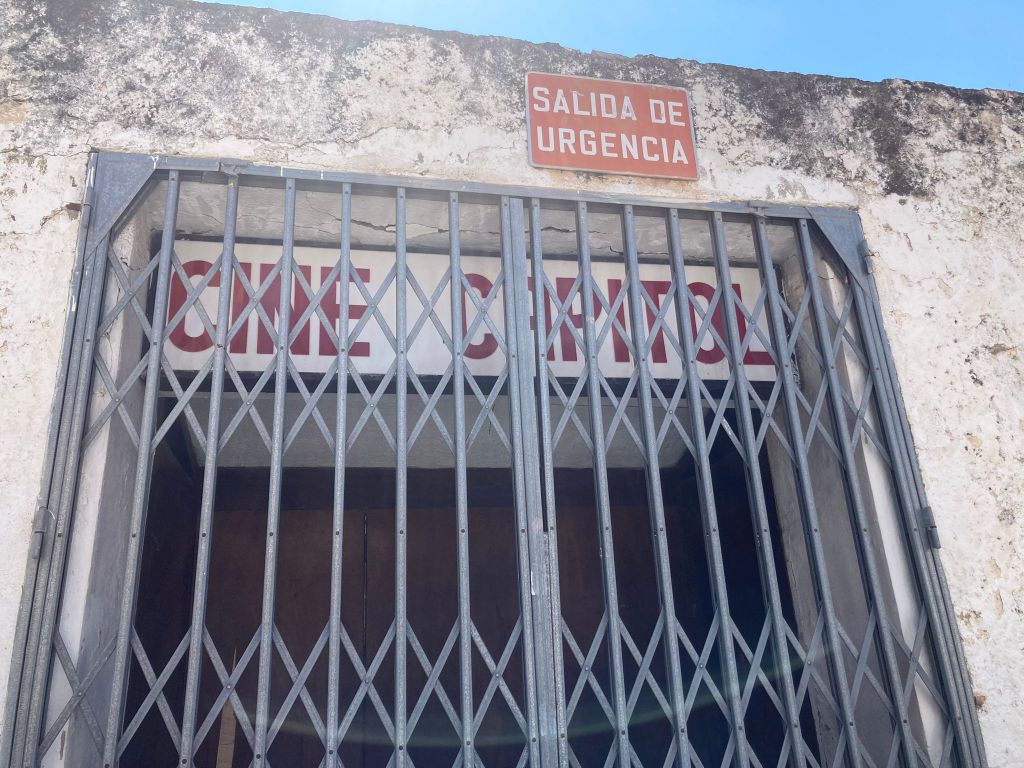 SALIDA DE
URGENCIA
CINE CAPITOL